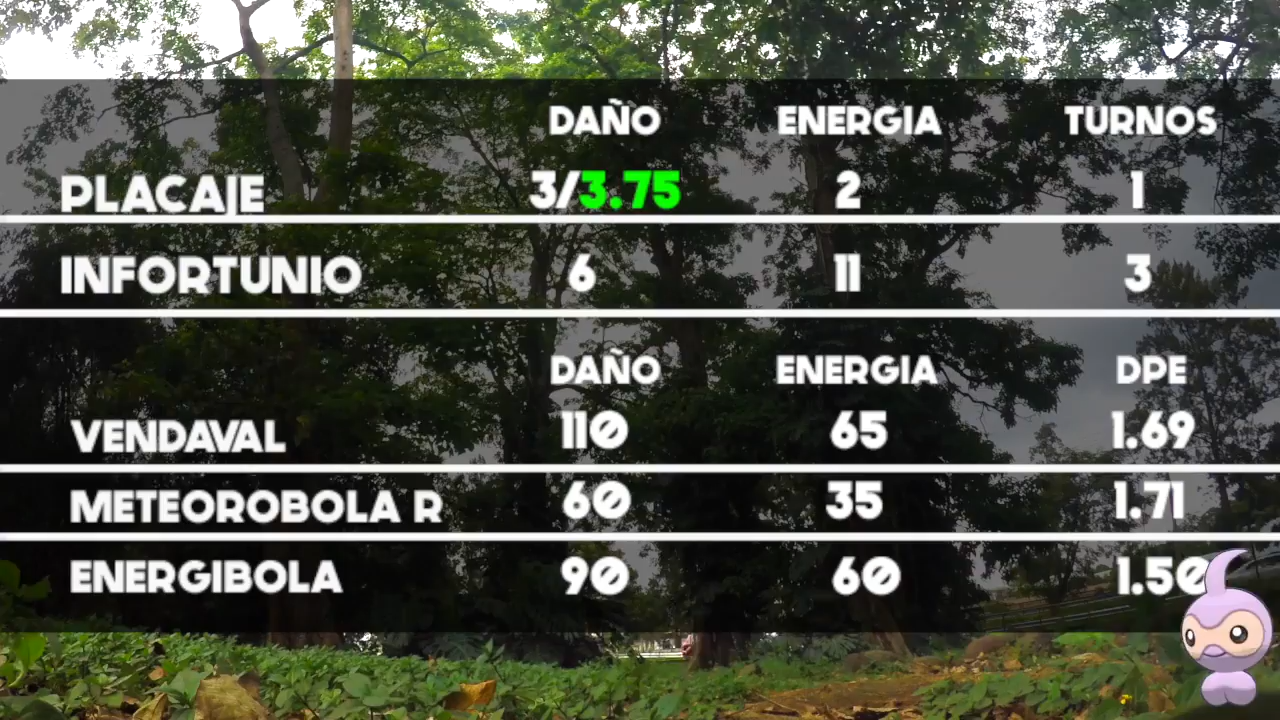 DAÑO ENERGIA TURNOS
PLACAJE 3/3.75 2 1
INFORTUNIO 6 11 3
DAÑO ENERGIA DPE
VENDAVAL 110 65 1.69
METEOROBOLA R 60 35 1.71
ENERGIBOLA 90 60 1.50